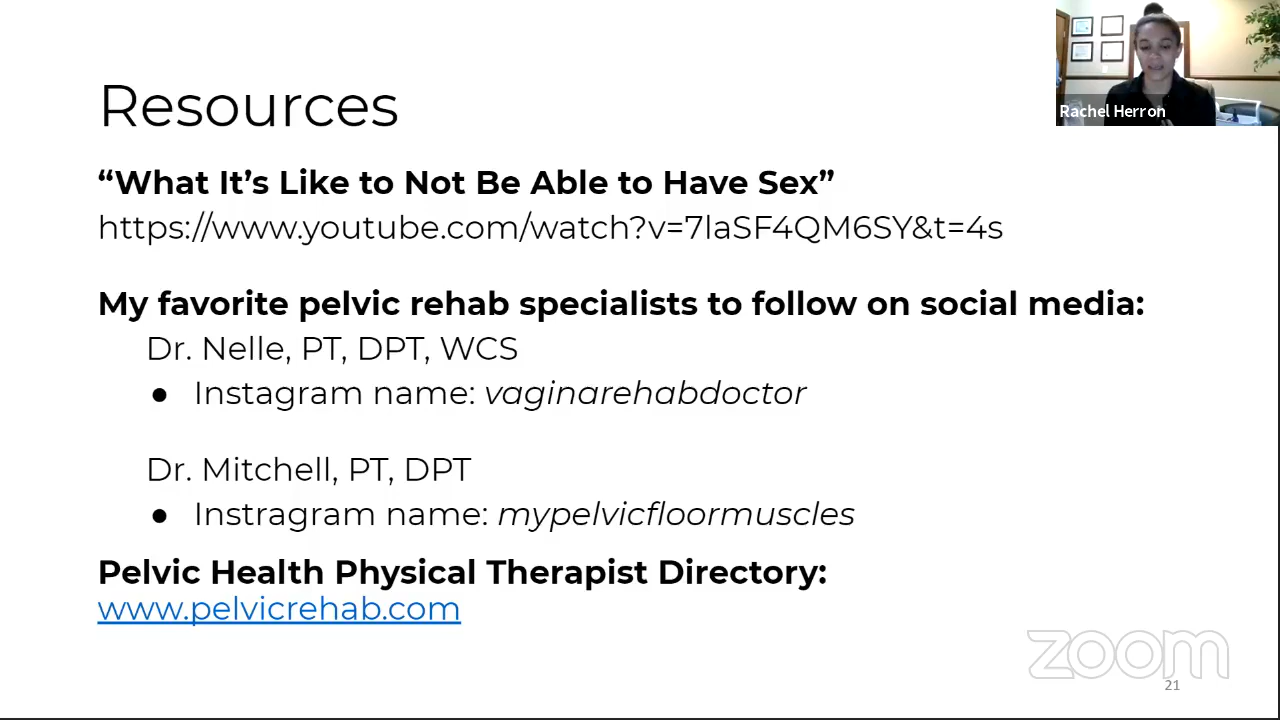 Rachel Herron
Resources
“What It’s Like to Not Be Able to Have Sex”
https://www.youtube.com/watch?v=7laSF4QM6SY&t=4s
My favorite pelvic rehab specialists to follow on social media:
Dr. Nelle, PT, DPT, WCS
● Instagram name: vaginarehabdoctor
Dr. Mitchell, PT, DPT
● Instragram name: mypelvicfloormuscles
Pelvic Health Physical Therapist Directory:
www.pelvicrehab.com
zoom
21